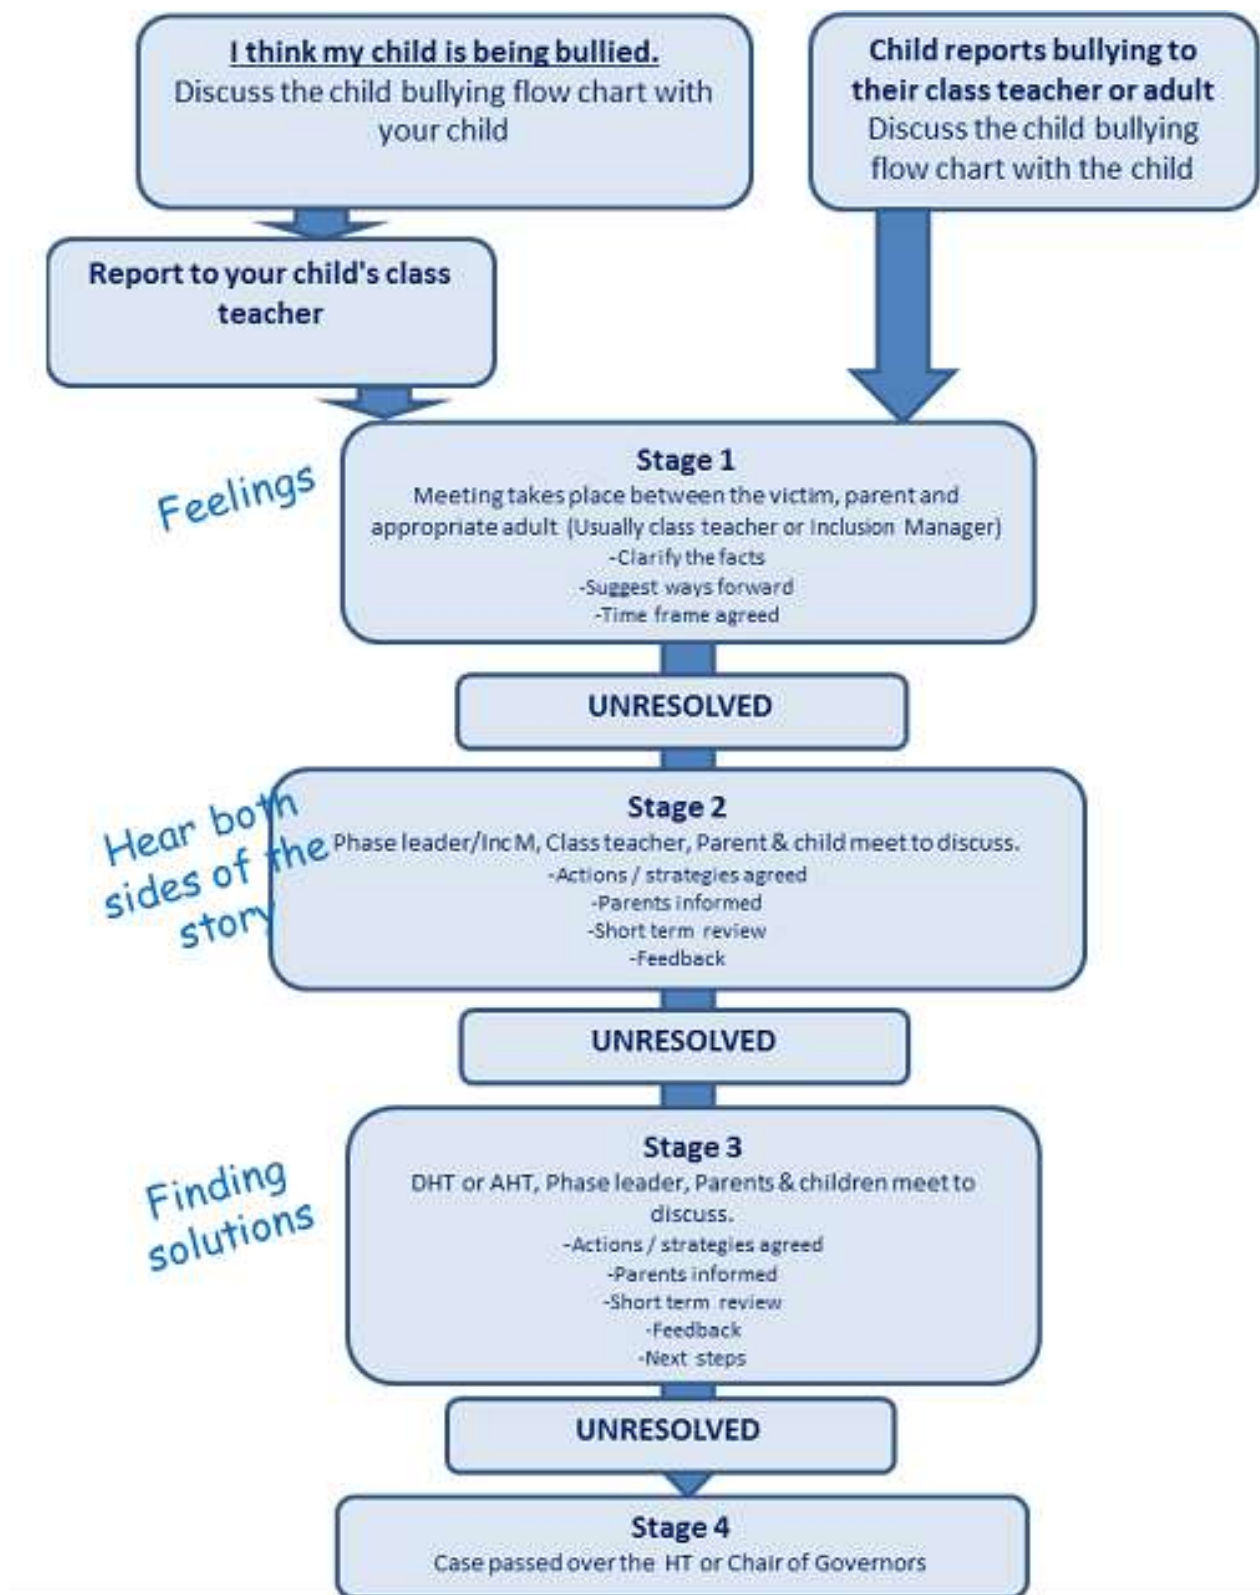 I think my child is being bullied.
Discuss the child bullying flow chart with
your child
Child reports bullying to
their class teacher or adult
Discuss the child bullying
flow chart with the child
Report to your child's class
teacher
Feelings
Stage 1
Meeting takes place between the victim, parent and
appropriate adult (Usually class teacher or Inclusion Manager)
-Clarify the facts
-Suggest ways forward
-Time frame agreed
UNRESOLVED
Hear both
sides of the
story
Stage 2
Phase leader/Inc M, Class teacher, Parent & child meet to discuss.
-Actions / strategies agreed
-Parents informed
-Short term review
-Feedback
UNRESOLVED
Finding
solutions
Stage 3
DHT or AHT, Phase leader, Parents & children meet to
discuss.
-Actions / strategies agreed
-Parents informed
-Short term review
-Feedback
-Next steps
UNRESOLVED
Stage 4
Case passed over the HT or Chair of Governors